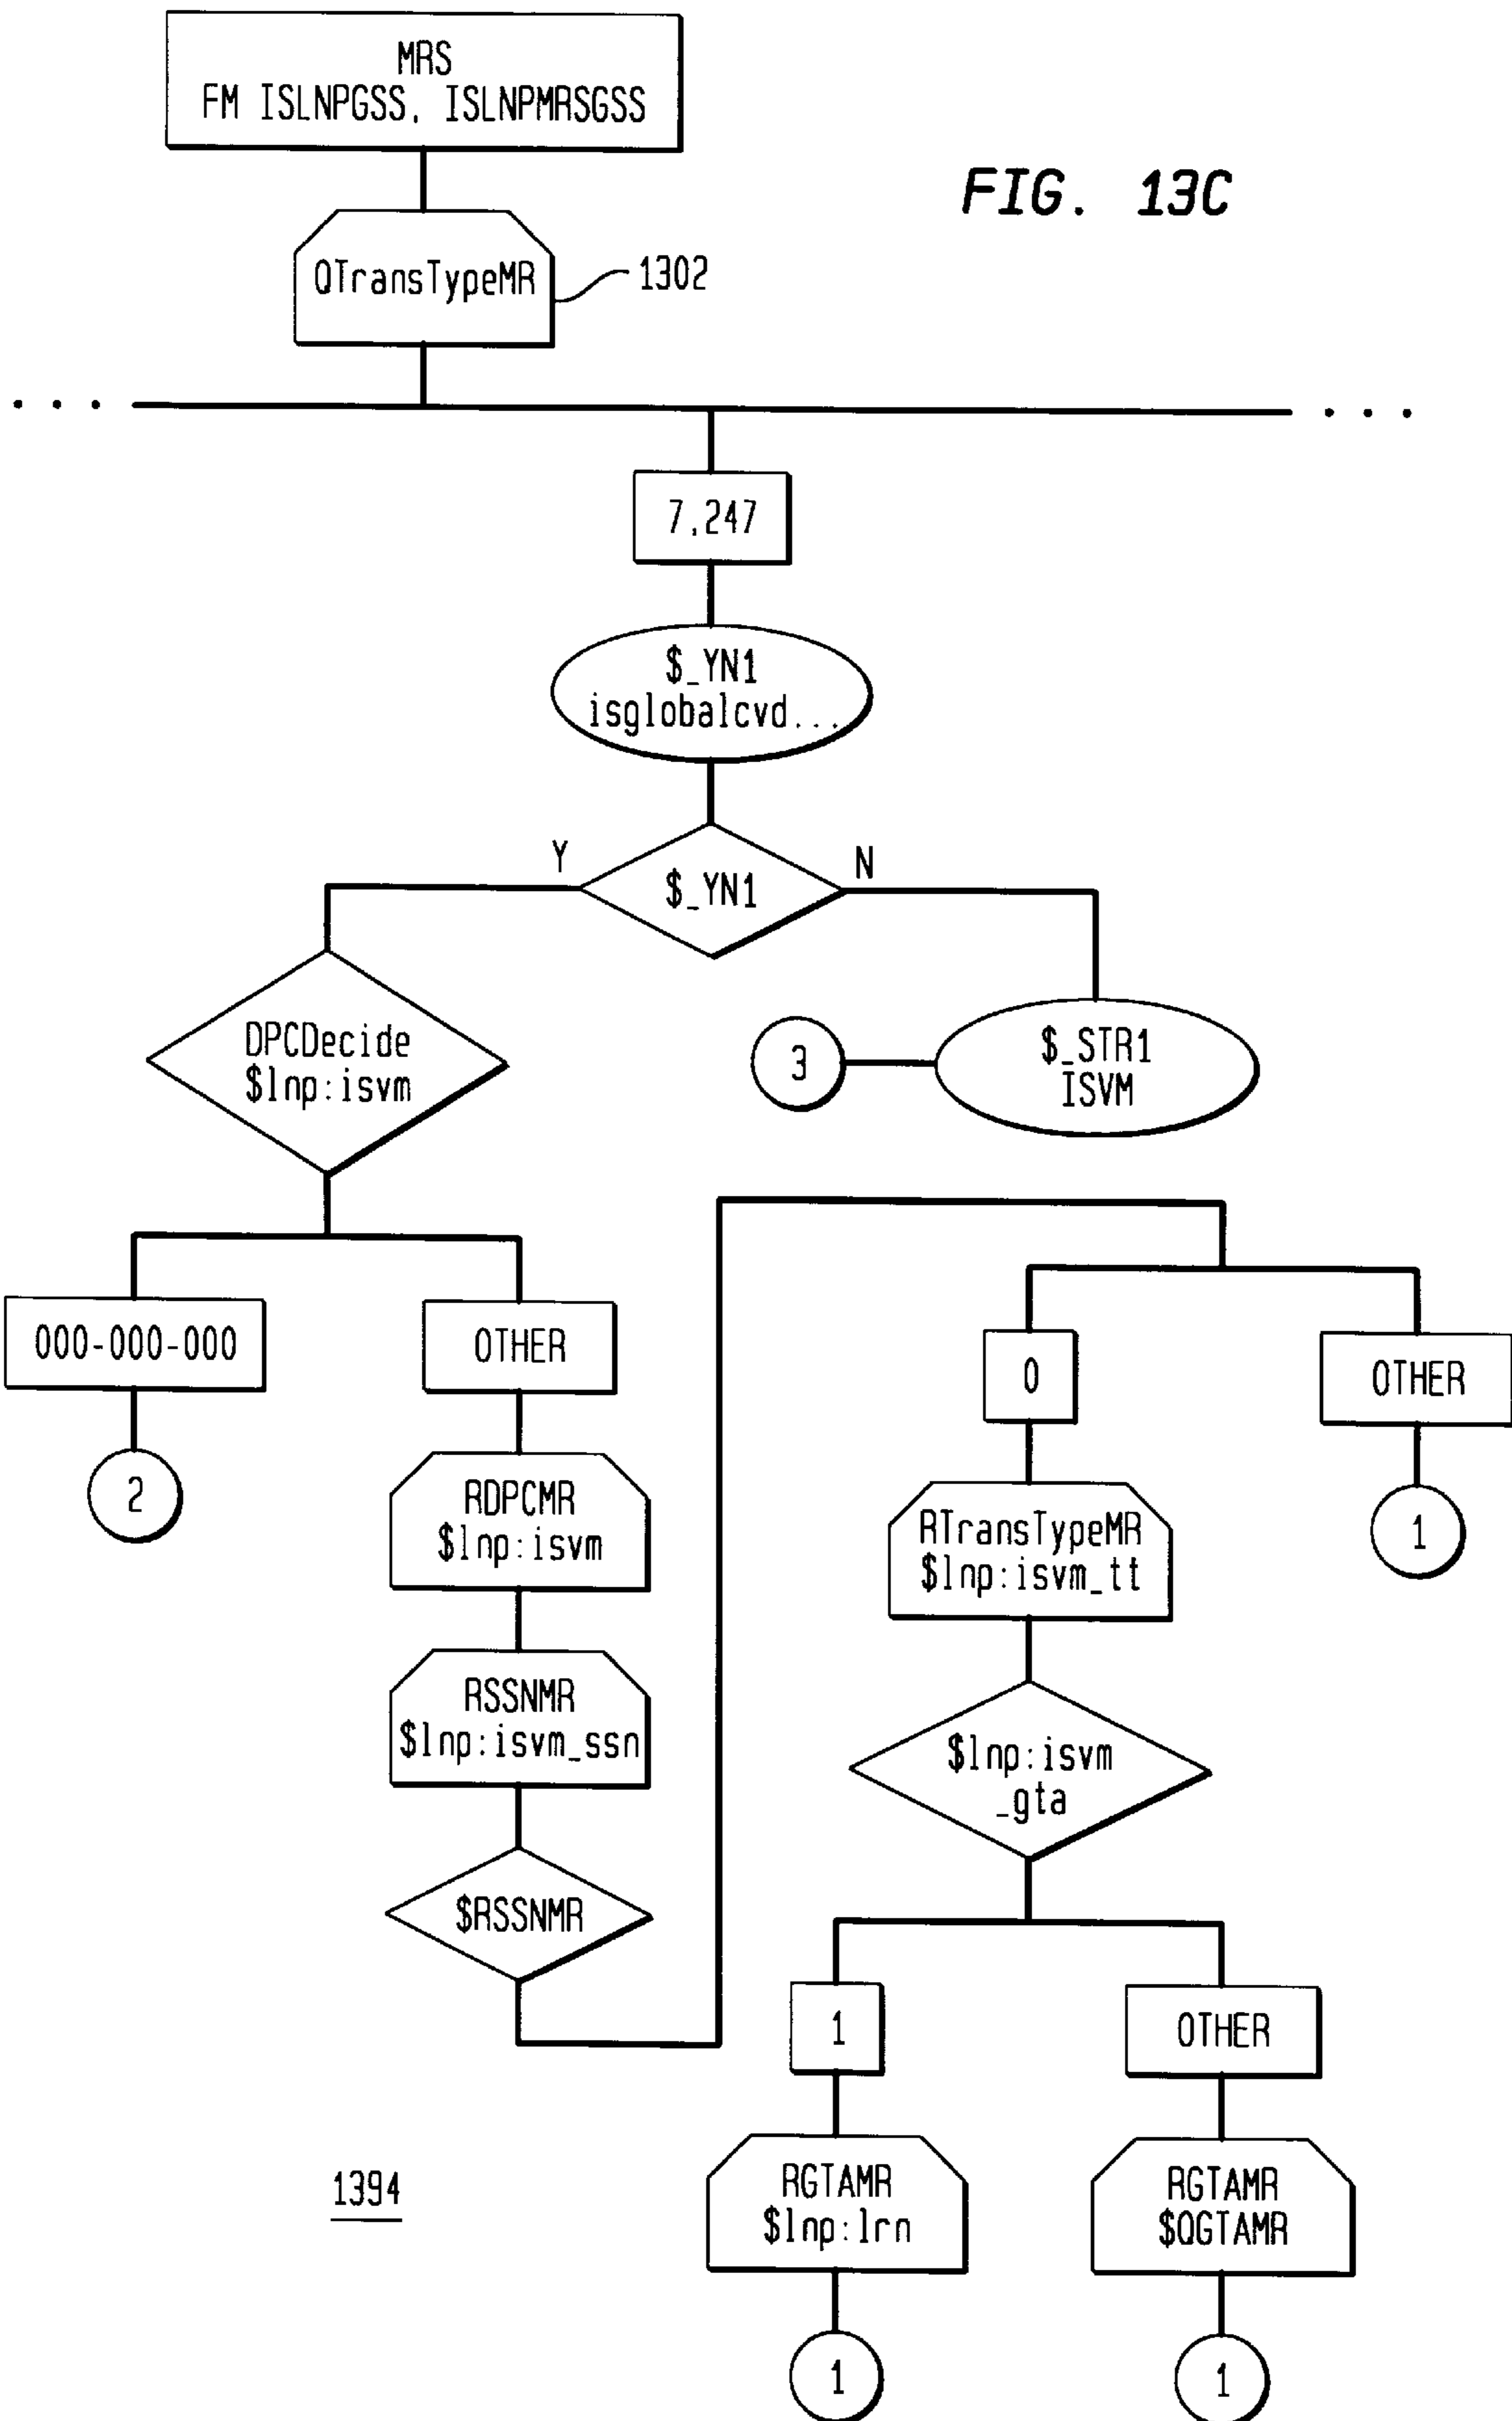 MRS
FM ISLNPGSS, ISLNPMRSGSS
FIG. 13C
QTransTypeMR
1302
. . .
. . .
7,247
$_YN1
isglobalcvd...
Y
$_YN1
N
DPCDecide
$lnp:isvm
3
$_STR1
ISVM
000-000-000
OTHER
2
RDPCMR
$lnp:isvm
RSSNMR
$lnp:isvm_ssn
$RSSNMR
0
OTHER
RTransTypeMR
$lnp:isvm_tt
1
$lnp:isvm
_gta
1
OTHER
RGTAMR
$lnp:lrn
RGTAMR
$QGTAMR
1
1
1394